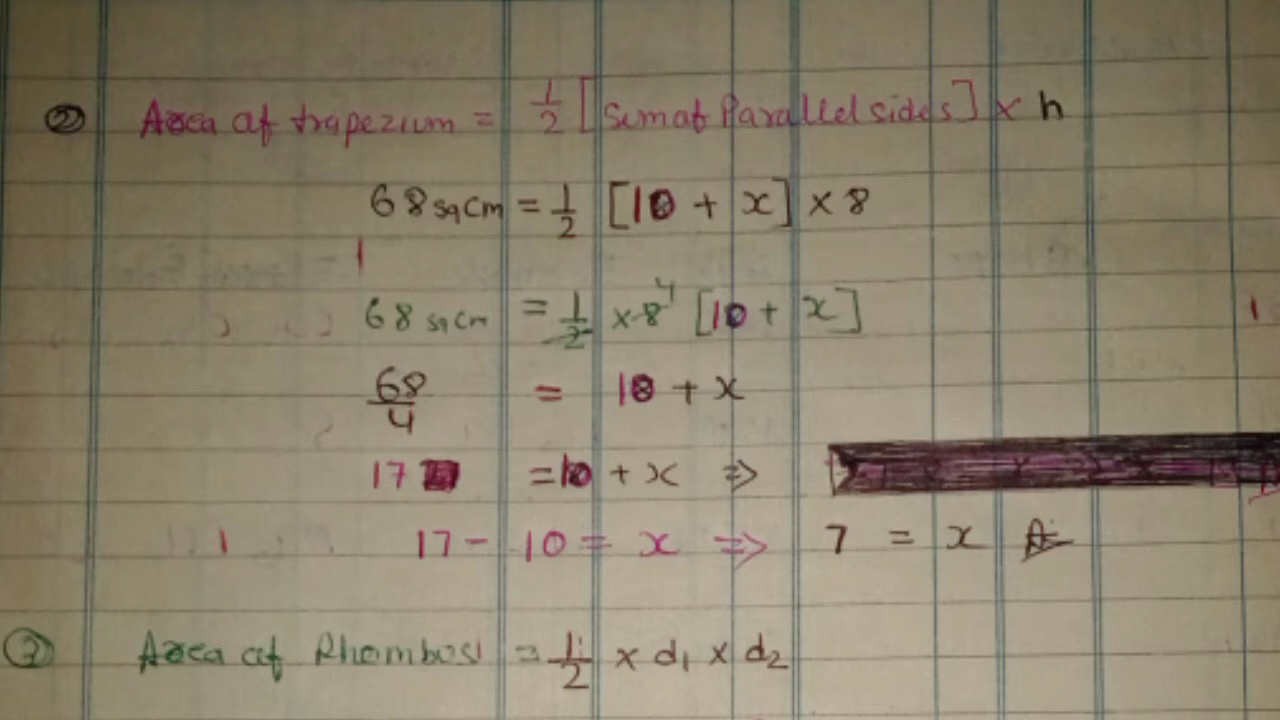 ② Area of trapezium = 1/2 [Sum of Parallel sides] × h
68 sq cm = 1/2 [10 + x] × 8
68 sq cm = 1/2 × 8 4 [10 + x]
68/4 = 10 + x
17 = 10 + x ⇒
17 - 10 = x ⇒ 7 = x
③ Area of Rhombus = 1/2 × d₁ × d₂